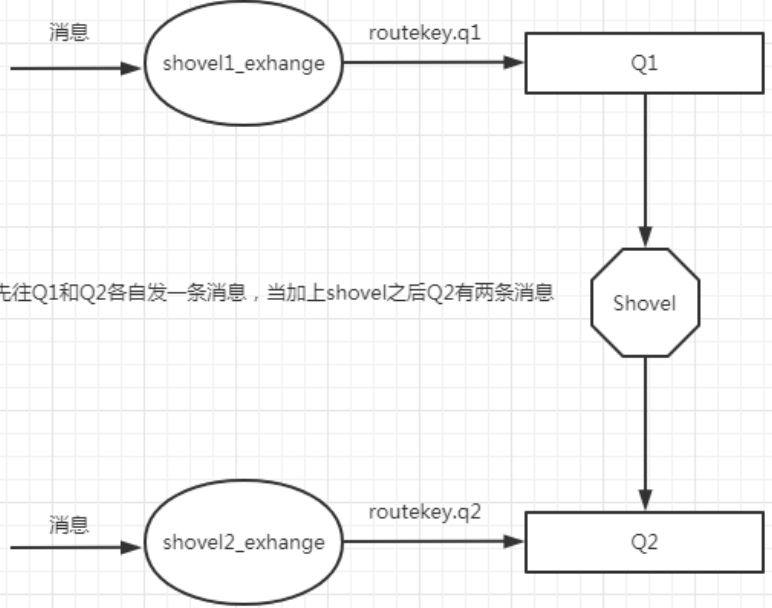 消息
routekey.q1
shovel1_exhange
Q1
先往Q1和Q2各自发一条消息，当加上shovel之后Q2有两条消息
Shovel
消息
routekey.q2
shovel2_exhange
Q2